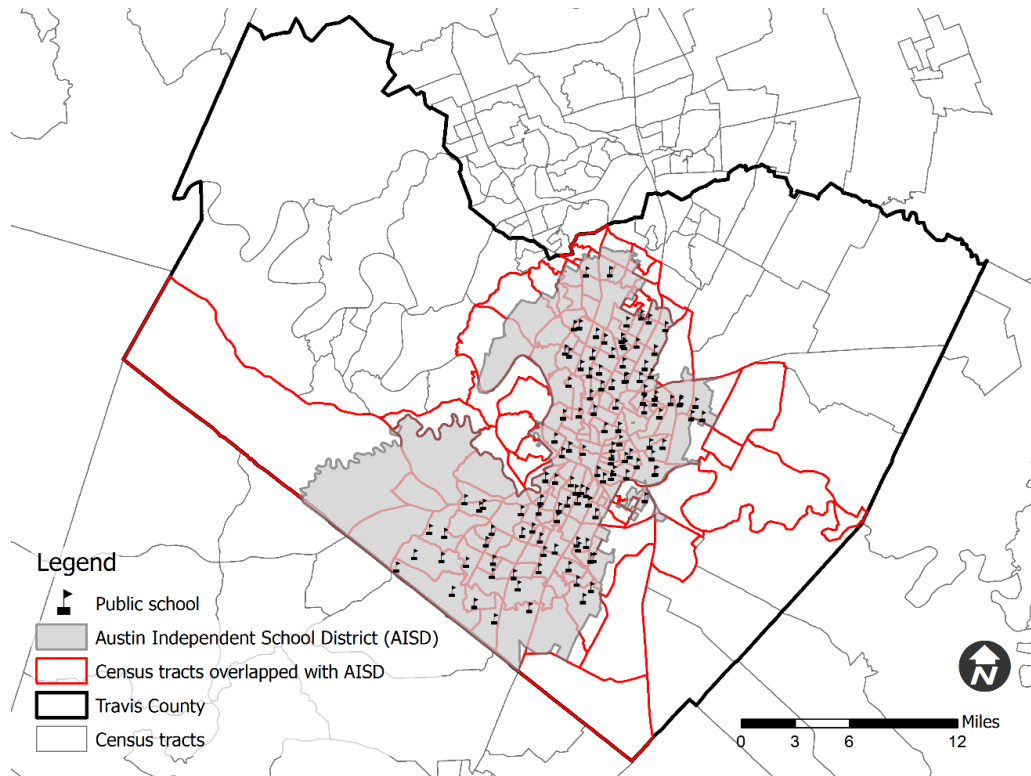 Legend
Public school
Austin Independent School District (AISD)
Census tracts overlapped with AISD
Travis County
Census tracts
N
Miles
0 3 6 12